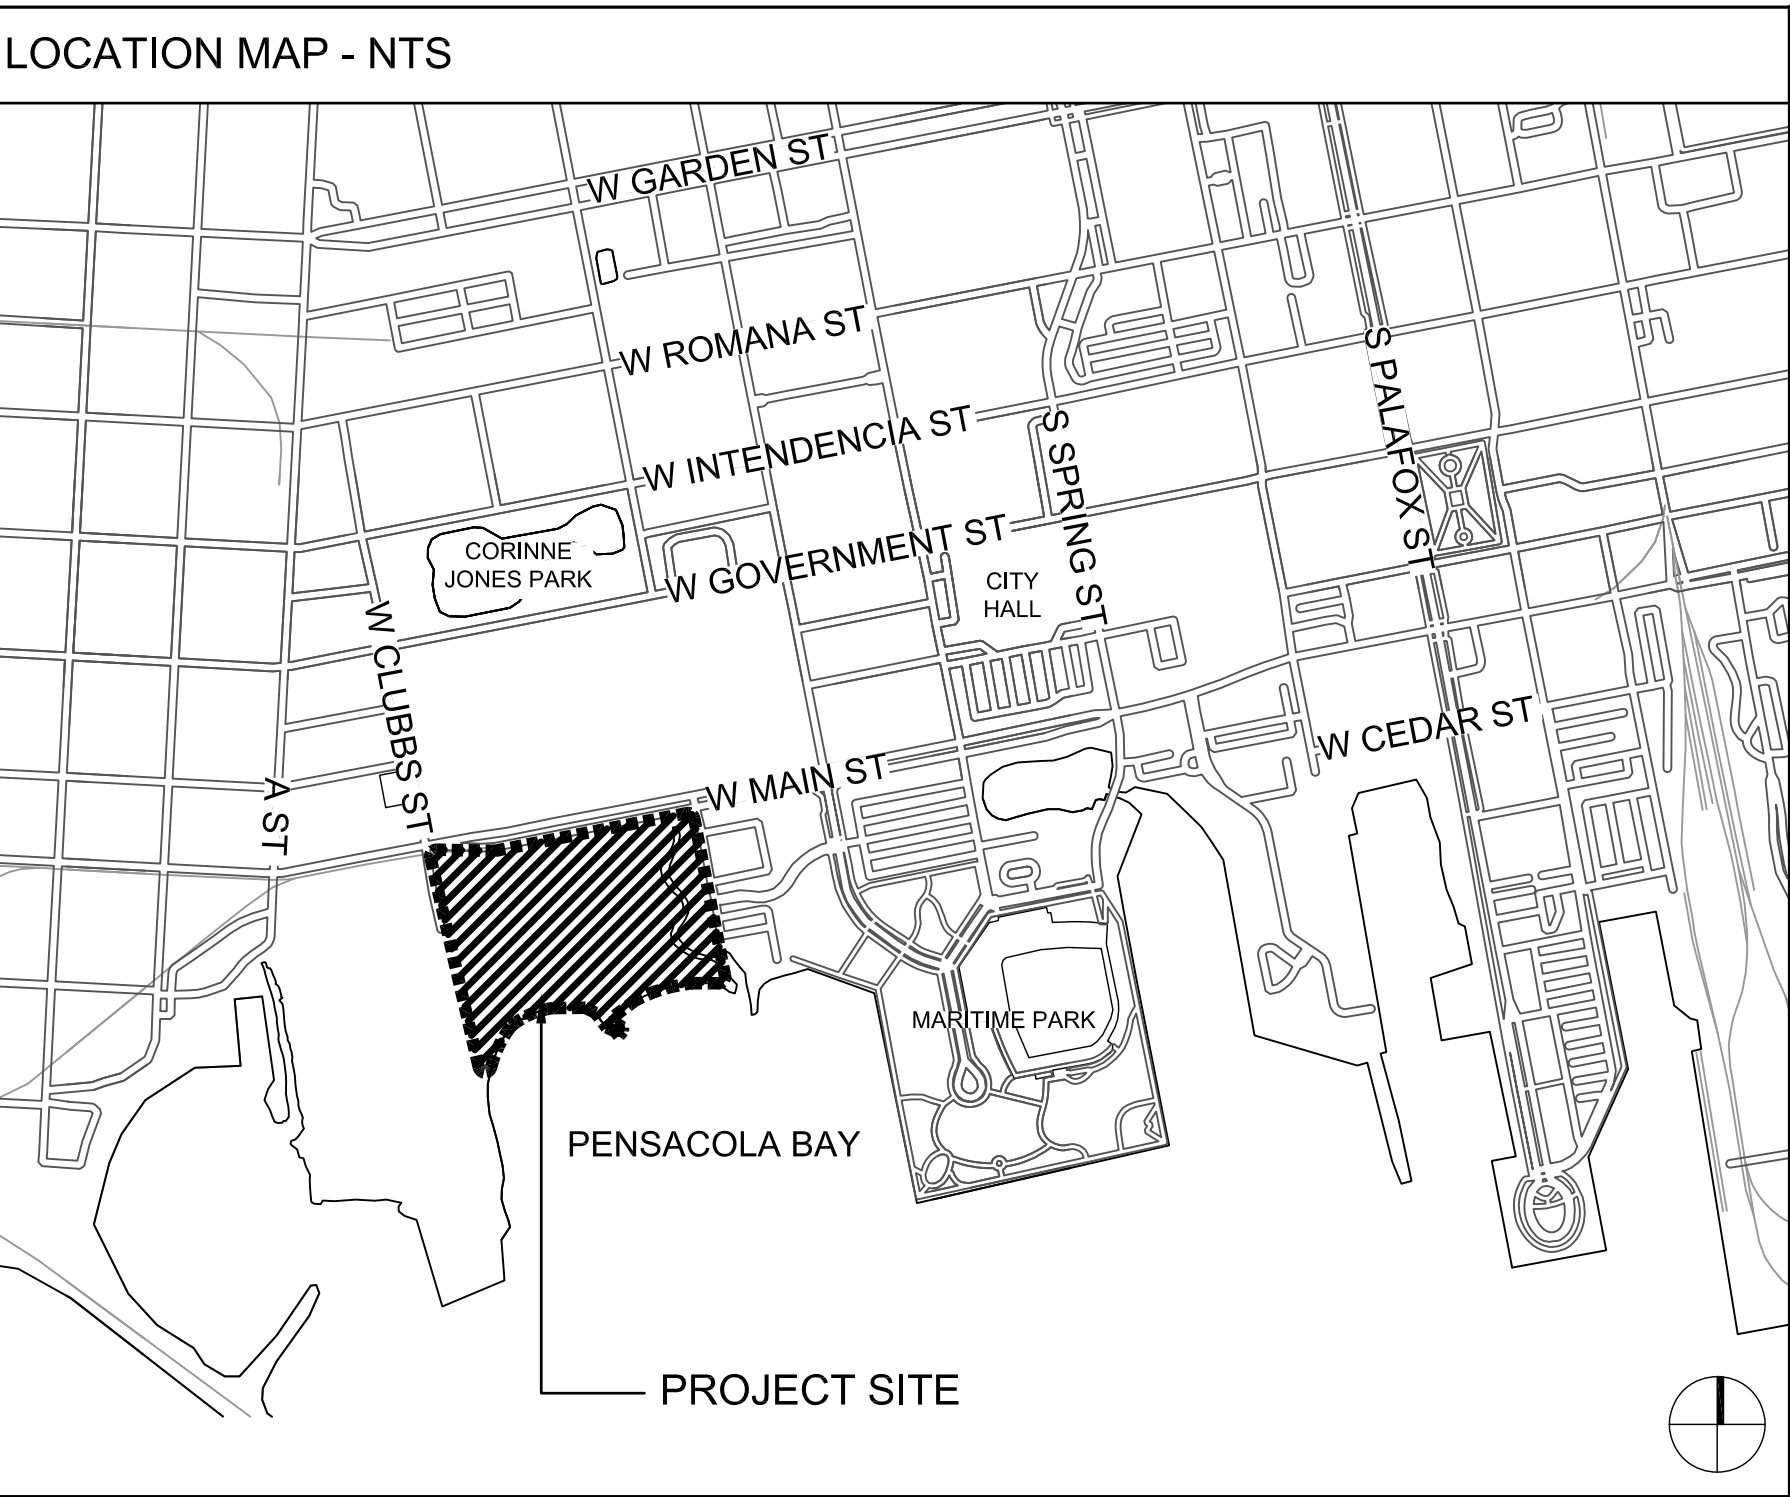 LOCATION MAP - NTS
W GARDEN ST
W ROMANA ST
S PALAFOX ST
W INTENDENCIA ST
S SPRING ST
W GOVERNMENT ST
CORINNE
JONES PARK
CITY
HALL
W CLUBBS ST
W CEDAR ST
W MAIN ST
A ST
MARITIME PARK
PENSACOLA BAY
PROJECT SITE